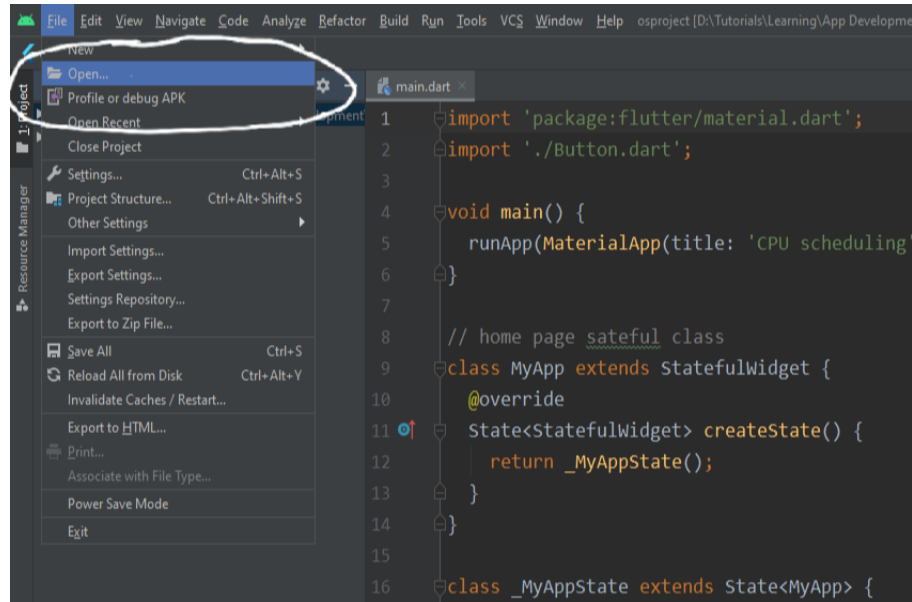 File Edit View Navigate Code Analyze Refactor Build Run Tools VCS Window Help osproject [D:\Tutorials\Learning\App Developme
New
Open...
Profile or debug APK
Open Recent
Close Project
Settings... Ctrl+Alt+S
Project Structure... Ctrl+Alt+Shift+S
Other Settings
Import Settings...
Export Settings...
Settings Repository...
Export to Zip File...
Save All Ctrl+S
Reload All from Disk Ctrl+Alt+Y
Invalidate Caches / Restart...
Export to HTML...
Print...
Associate with File Type...
Power Save Mode
Exit
1: Project
Resource Manager
opment
main.dart
1 import 'package:flutter/material.dart';
2 import './Button.dart';
3
4 void main() {
5 runApp(MaterialApp(title: 'CPU scheduling'
6 }
7
8 // home page sateful class
9 class MyApp extends StatefulWidget {
10 @override
11 State<StatefulWidget> createState() {
12 return _MyAppState();
13 }
14 }
15
16 class _MyAppState extends State<MyApp> {